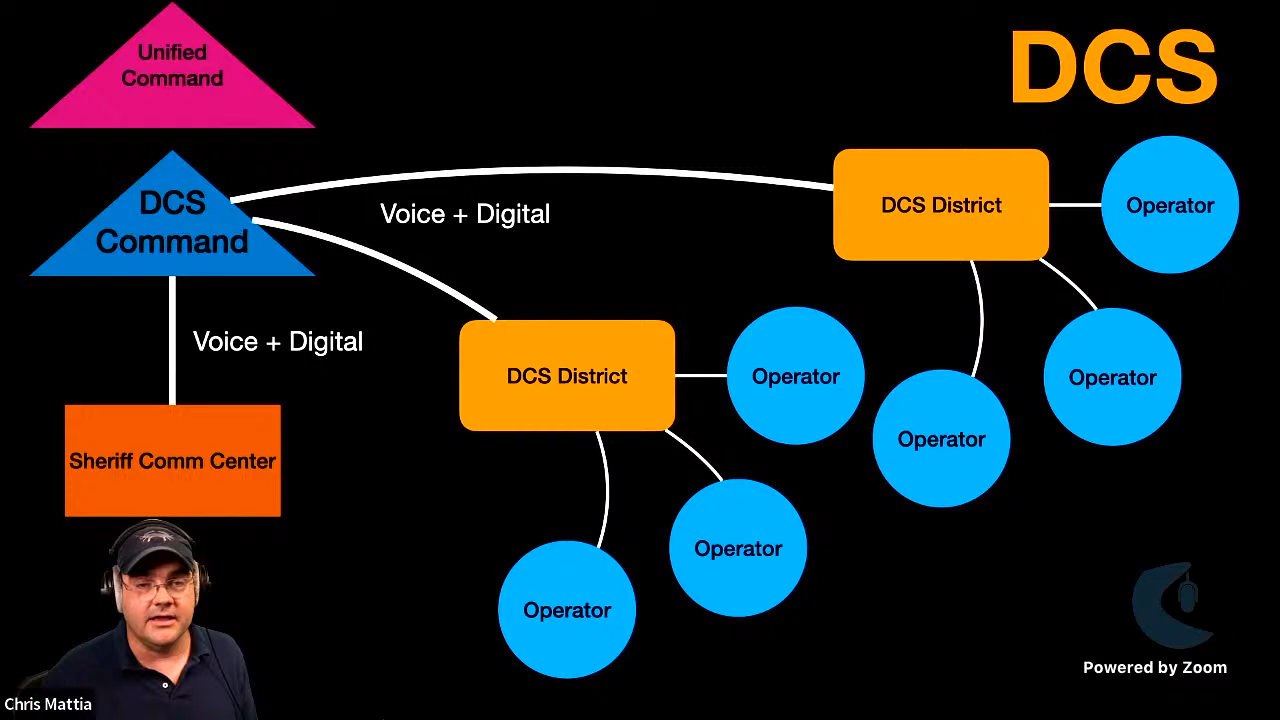 Unified
Command
DCS
DCS
Command
Voice + Digital
DCS District
Operator
Voice + Digital
DCS District
Operator
Operator
Operator
Sheriff Comm Center
Operator
Operator
Powered by Zoom
Chris Mattia